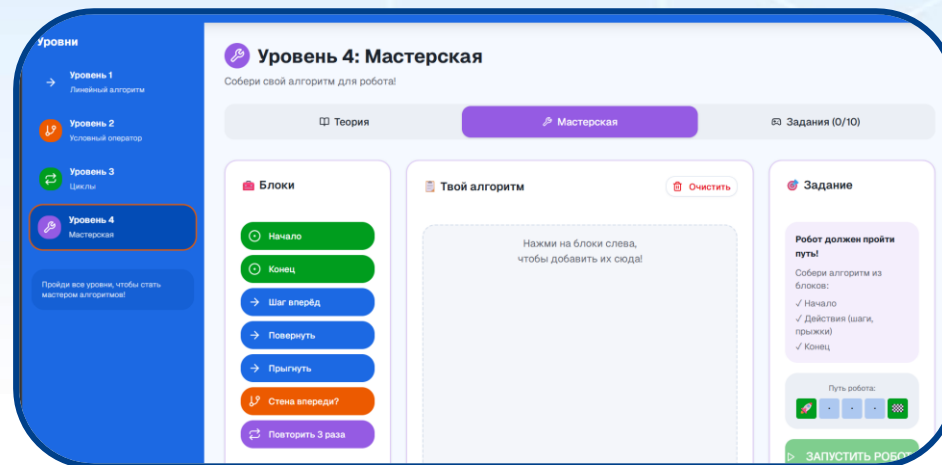 Уровни
Уровень 1
Линейный алгоритм
Уровень 2
Условный оператор
Уровень 3
Циклы
Уровень 4
Мастерская
Пройди все уровни, чтобы стать
мастером алгоритмов!
Уровень 4: Мастерская
Собери свой алгоритм для робота!
Теория
Мастерская
Задания (0/10)
Блоки
Начало
Конец
Шаг вперёд
Повернуть
Прыгнуть
Стена впереди?
Повторить 3 раза
Твой алгоритм
Очистить
Нажми на блоки слева,
чтобы добавить их сюда!
Задание
Робот должен пройти
путь!
Собери алгоритм из
блоков:
✓ Начало
✓ Действия (шаги,
прыжки)
✓ Конец
Путь робота:
ЗАПУСТИТЬ РОБОТ